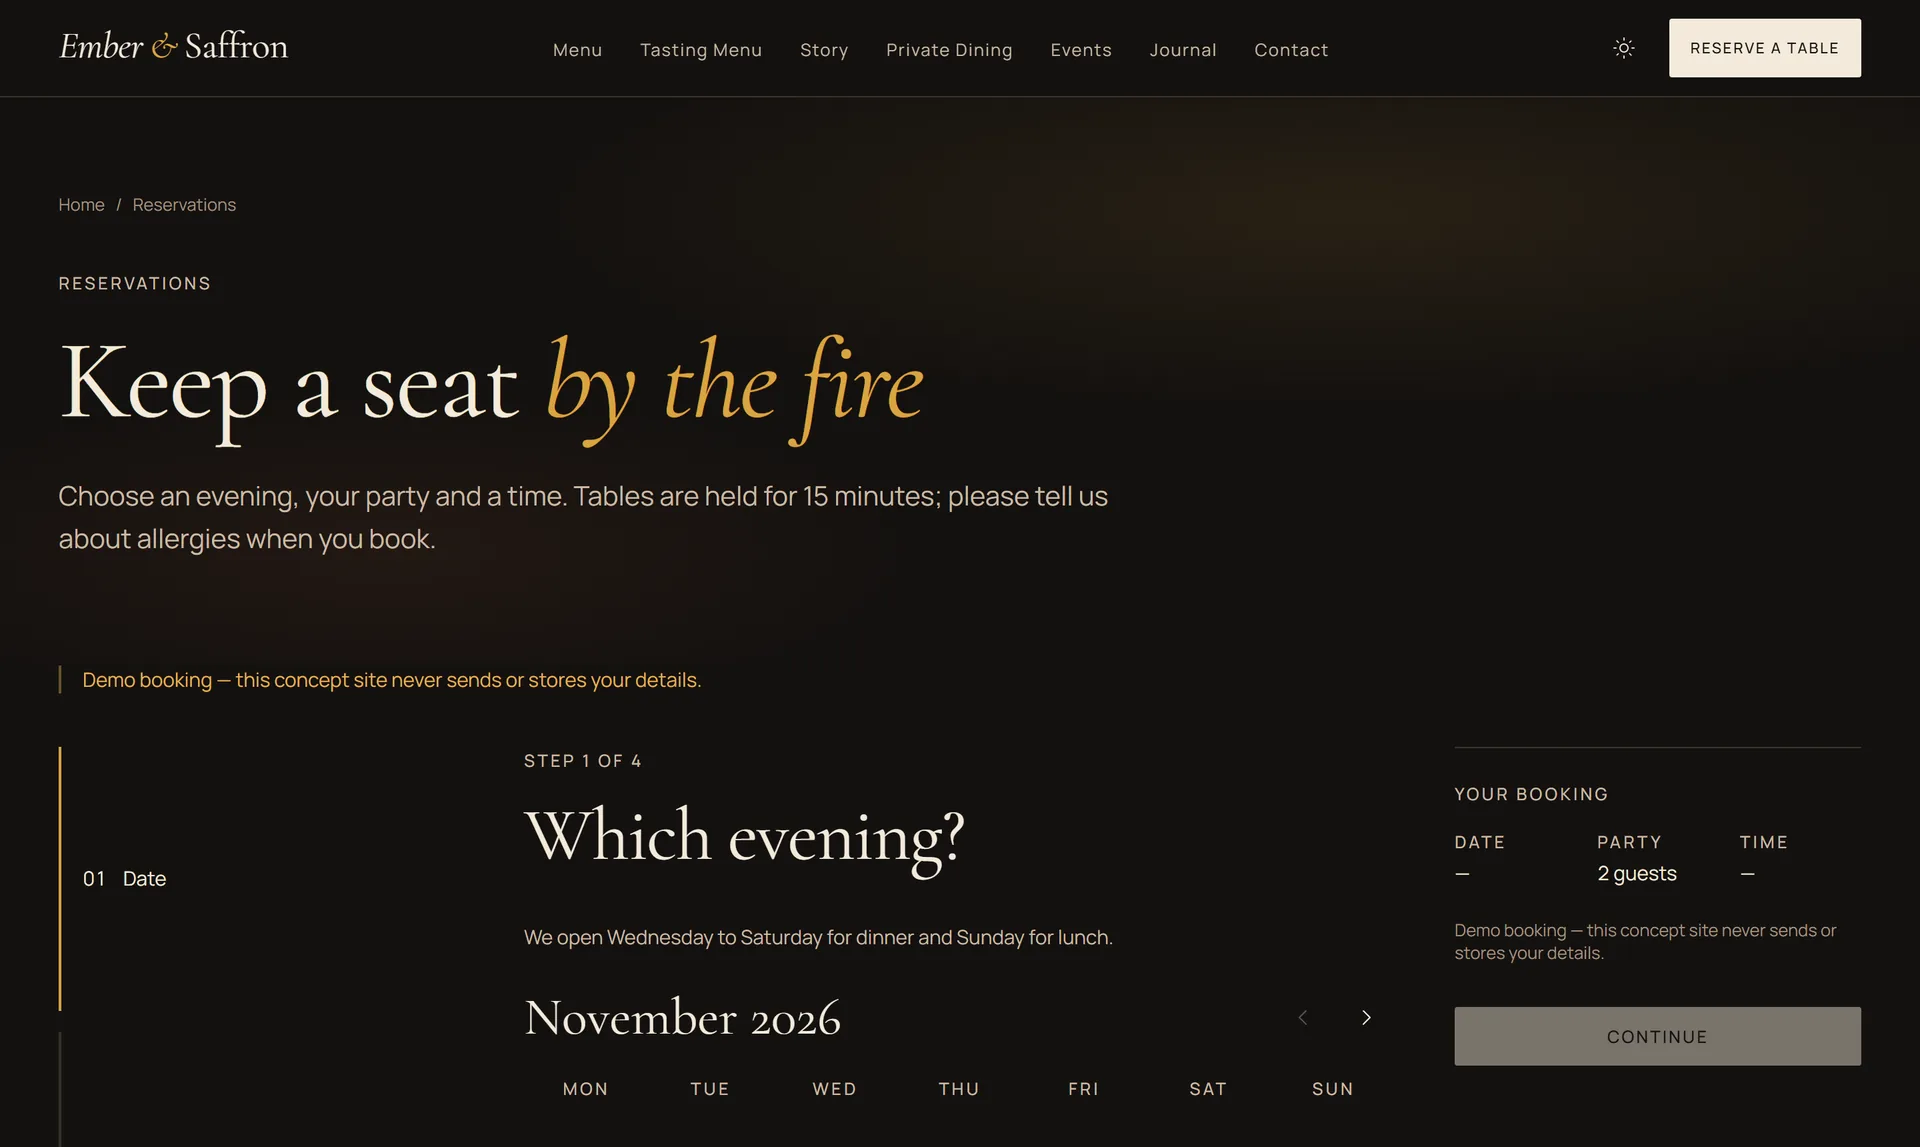 Ember & Saffron
Menu
Tasting Menu
Story
Private Dining
Events
Journal
Contact
RESERVE A TABLE
Home / Reservations
RESERVATIONS
Keep a seat by the fire
Choose an evening, your party and a time. Tables are held for 15 minutes; please tell us
about allergies when you book.
Demo booking — this concept site never sends or stores your details.
01 Date
STEP 1 OF 4
Which evening?
We open Wednesday to Saturday for dinner and Sunday for lunch.
November 2026
MON TUE WED THU FRI SAT SUN
YOUR BOOKING
DATE PARTY TIME
— 2 guests —
Demo booking — this concept site never sends or
stores your details.
CONTINUE